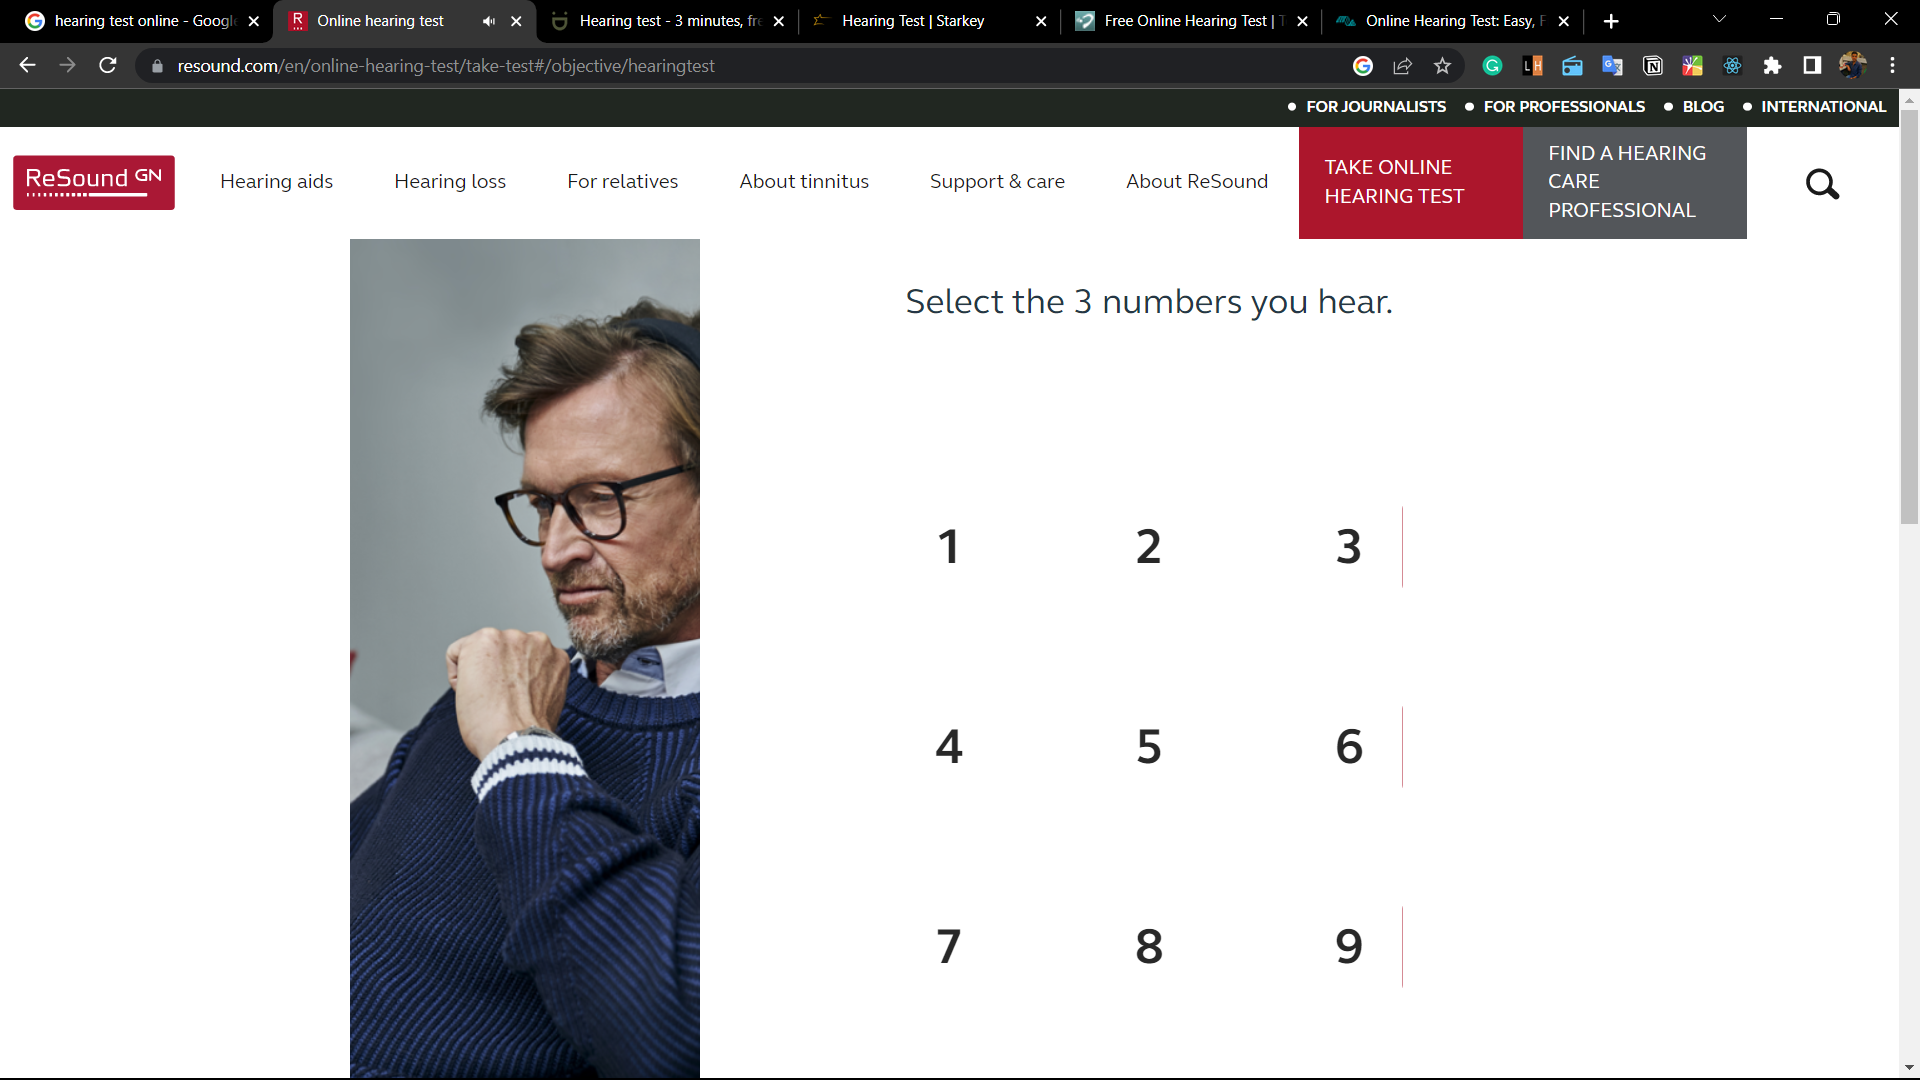 hearing test online - Googl
Online hearing test
Hearing test - 3 minutes, fre
Hearing Test | Starkey
Free Online Hearing Test | T
Online Hearing Test: Easy, F
resound.com/en/online-hearing-test/take-test#/objective/hearingtest
FOR JOURNALISTS
FOR PROFESSIONALS
BLOG
INTERNATIONAL
ReSound GN
Hearing aids
Hearing loss
For relatives
About tinnitus
Support & care
About ReSound
TAKE ONLINE
HEARING TEST
FIND A HEARING
CARE
PROFESSIONAL
Select the 3 numbers you hear.
1 2 3
4 5 6
7 8 9